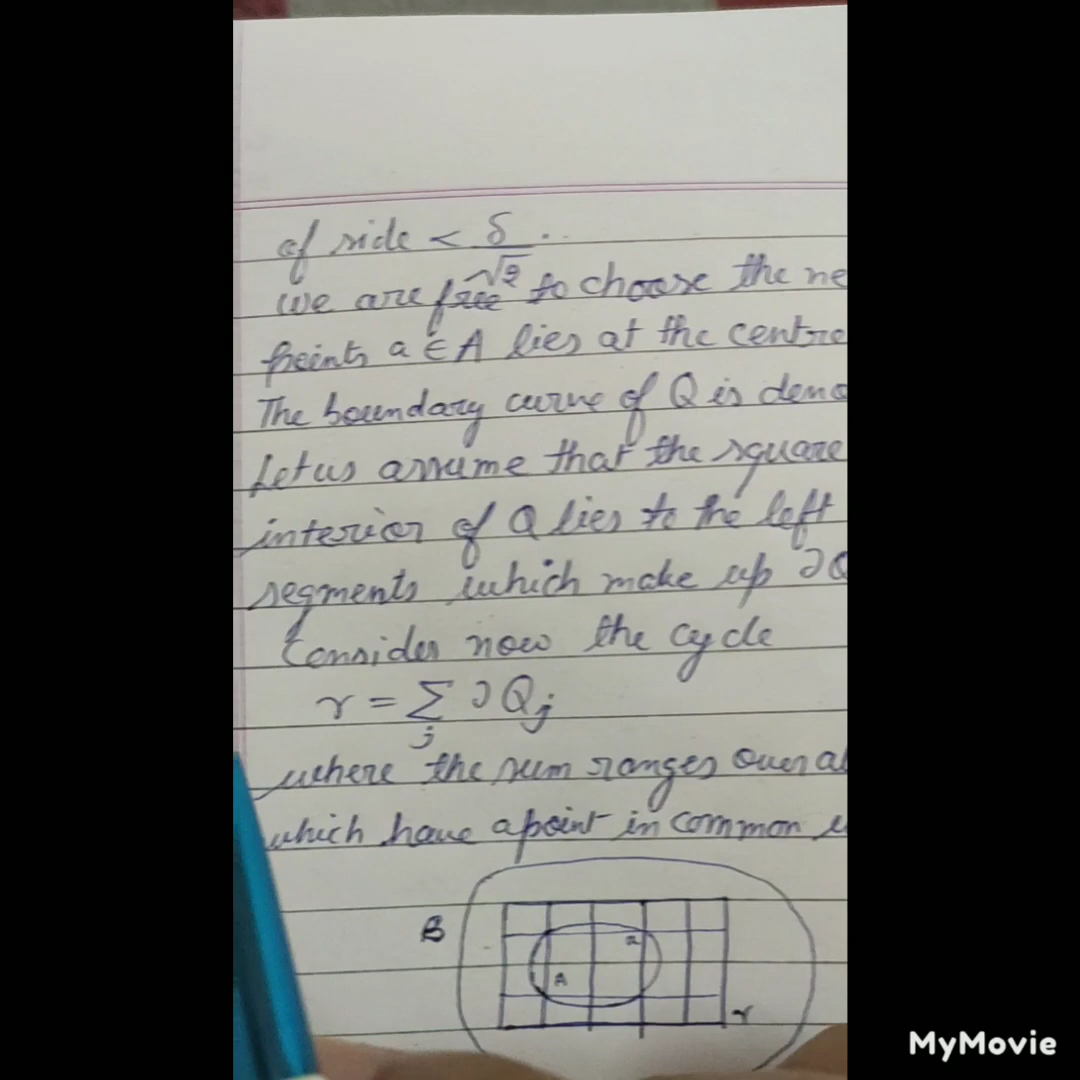 of side < δ/√2 ..
we are free to choose the ne
points a ∈ A lies at the centre
The boundary curve of Q is deno
Let us assume that the square
interior of Q lies to the left
segments which make up ∂Q
Consider now the cycle
γ = Σ_j ∂Q_j
where the sum ranges over al
which have a point in common
B
a
A
γ
MyMovie